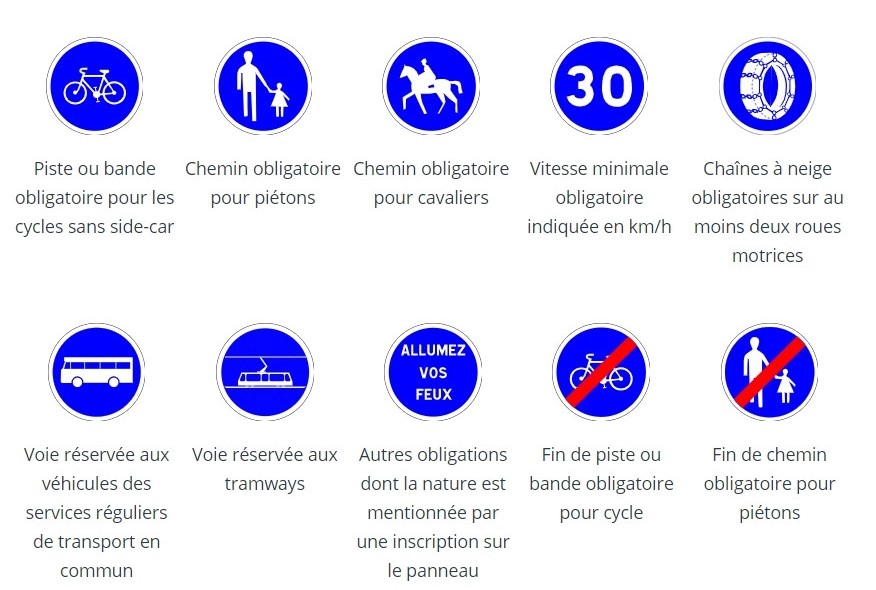 30
Piste ou bande
obligatoire pour les
cycles sans side-car
Chemin obligatoire
pour piétons
Chemin obligatoire
pour cavaliers
Vitesse minimale
obligatoire
indiquée en km/h
Chaînes à neige
obligatoires sur au
moins deux roues
motrices
ALLUMEZ
VOS
FEUX
Voie réservée aux
véhicules des
services réguliers
de transport en
commun
Voie réservée aux
tramways
Autres obligations
dont la nature est
mentionnée par
une inscription sur
le panneau
Fin de piste ou
bande obligatoire
pour cycle
Fin de chemin
obligatoire pour
piétons